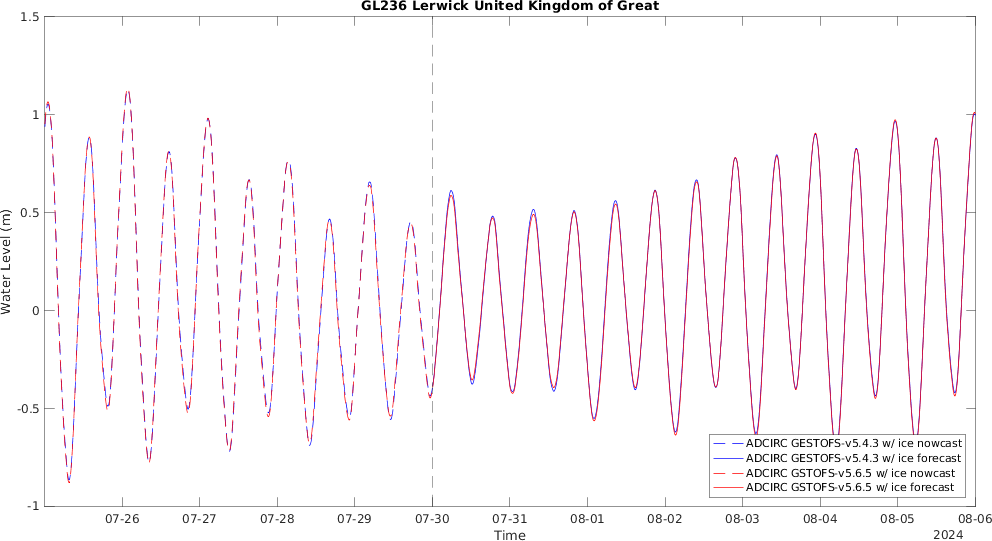 GL236 Lerwick United Kingdom of Great
1.5
1
0.5
0
-0.5
-1
Water Level (m)
07-26 07-27 07-28 07-29 07-30 07-31 08-01 08-02 08-03 08-04 08-05 08-06
Time
2024
ADCIRC GESTOFS-v5.4.3 w/ ice nowcast
ADCIRC GESTOFS-v5.4.3 w/ ice forecast
ADCIRC GSTOFS-v5.6.5 w/ ice nowcast
ADCIRC GSTOFS-v5.6.5 w/ ice forecast